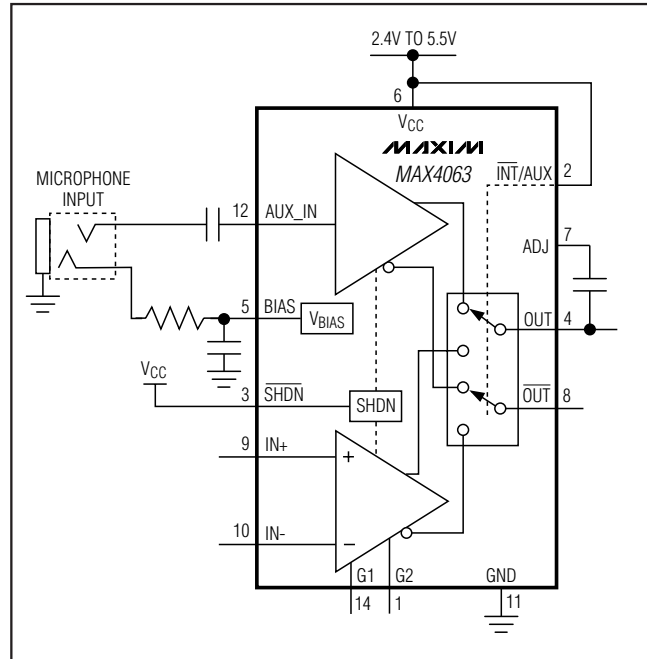 2.4V TO 5.5V
6
VCC
MAXIM
MAX4063
INT/AUX
2
MICROPHONE
INPUT
12
AUX_IN
ADJ
7
5
BIAS
VBIAS
OUT
4
VCC
3
SHDN
SHDN
OUT
8
9
IN+
+
10
IN-
−
G1
G2
GND
14
1
11